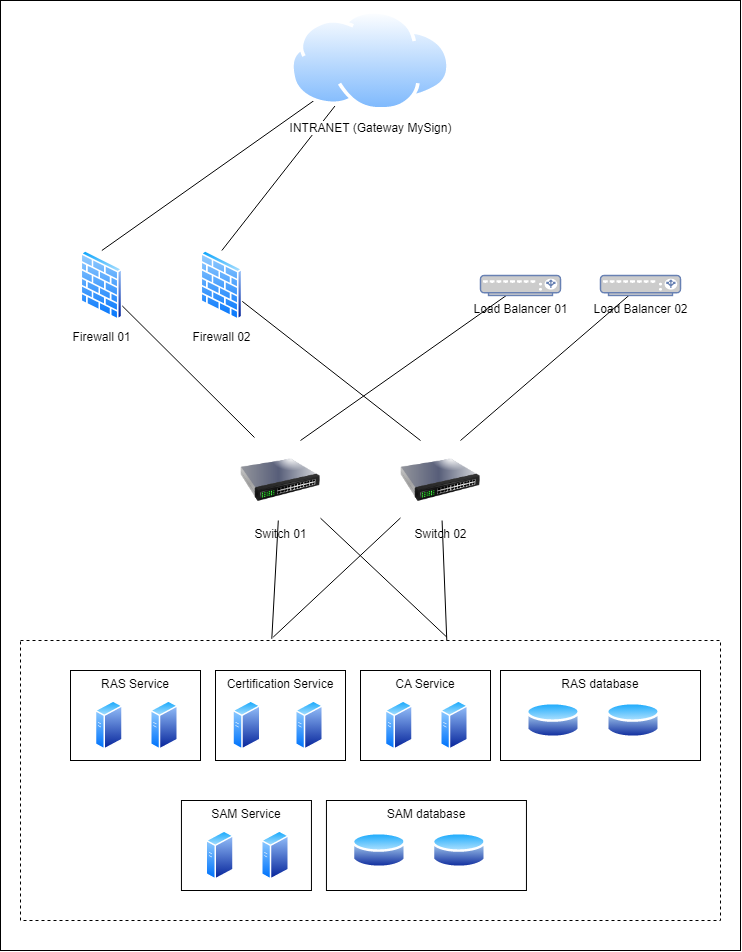 INTRANET (Gateway MySign)
Firewall 01
Firewall 02
Load Balancer 01
Load Balancer 02
Switch 01
Switch 02
RAS Service
Certification Service
CA Service
RAS database
SAM Service
SAM database